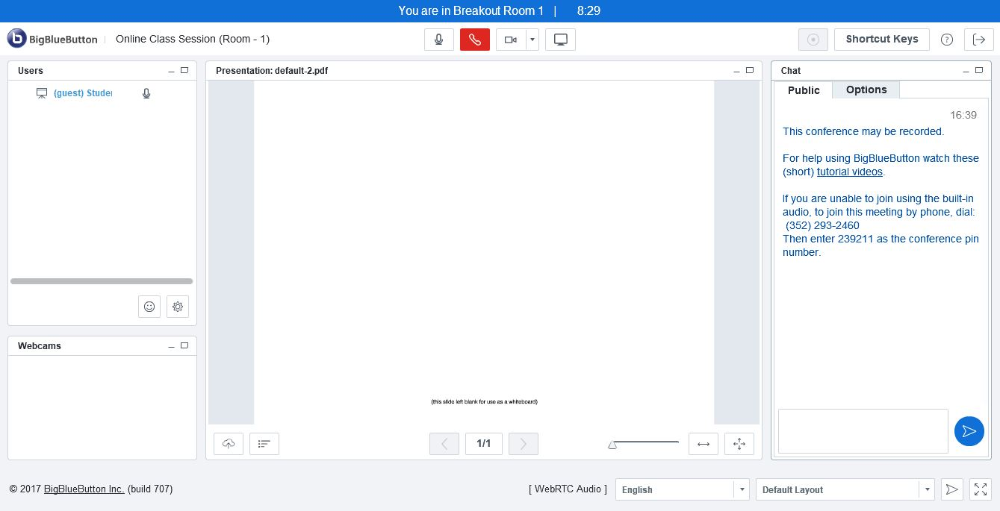 You are in Breakout Room 1 | 8:29
BigBlueButton
Online Class Session (Room - 1)
Shortcut Keys
Users
(guest) Studer
Webcams
Presentation: default-2.pdf
(this slide left blank for use as a whiteboard)
1/1
Chat
Public
Options
16:39
This conference may be recorded.
For help using BigBlueButton watch these
(short) tutorial videos.
If you are unable to join using the built-in
audio, to join this meeting by phone, dial:
(352) 293-2460
Then enter 239211 as the conference pin
number.
© 2017 BigBlueButton Inc. (build 707)
[ WebRTC Audio ]
English
Default Layout